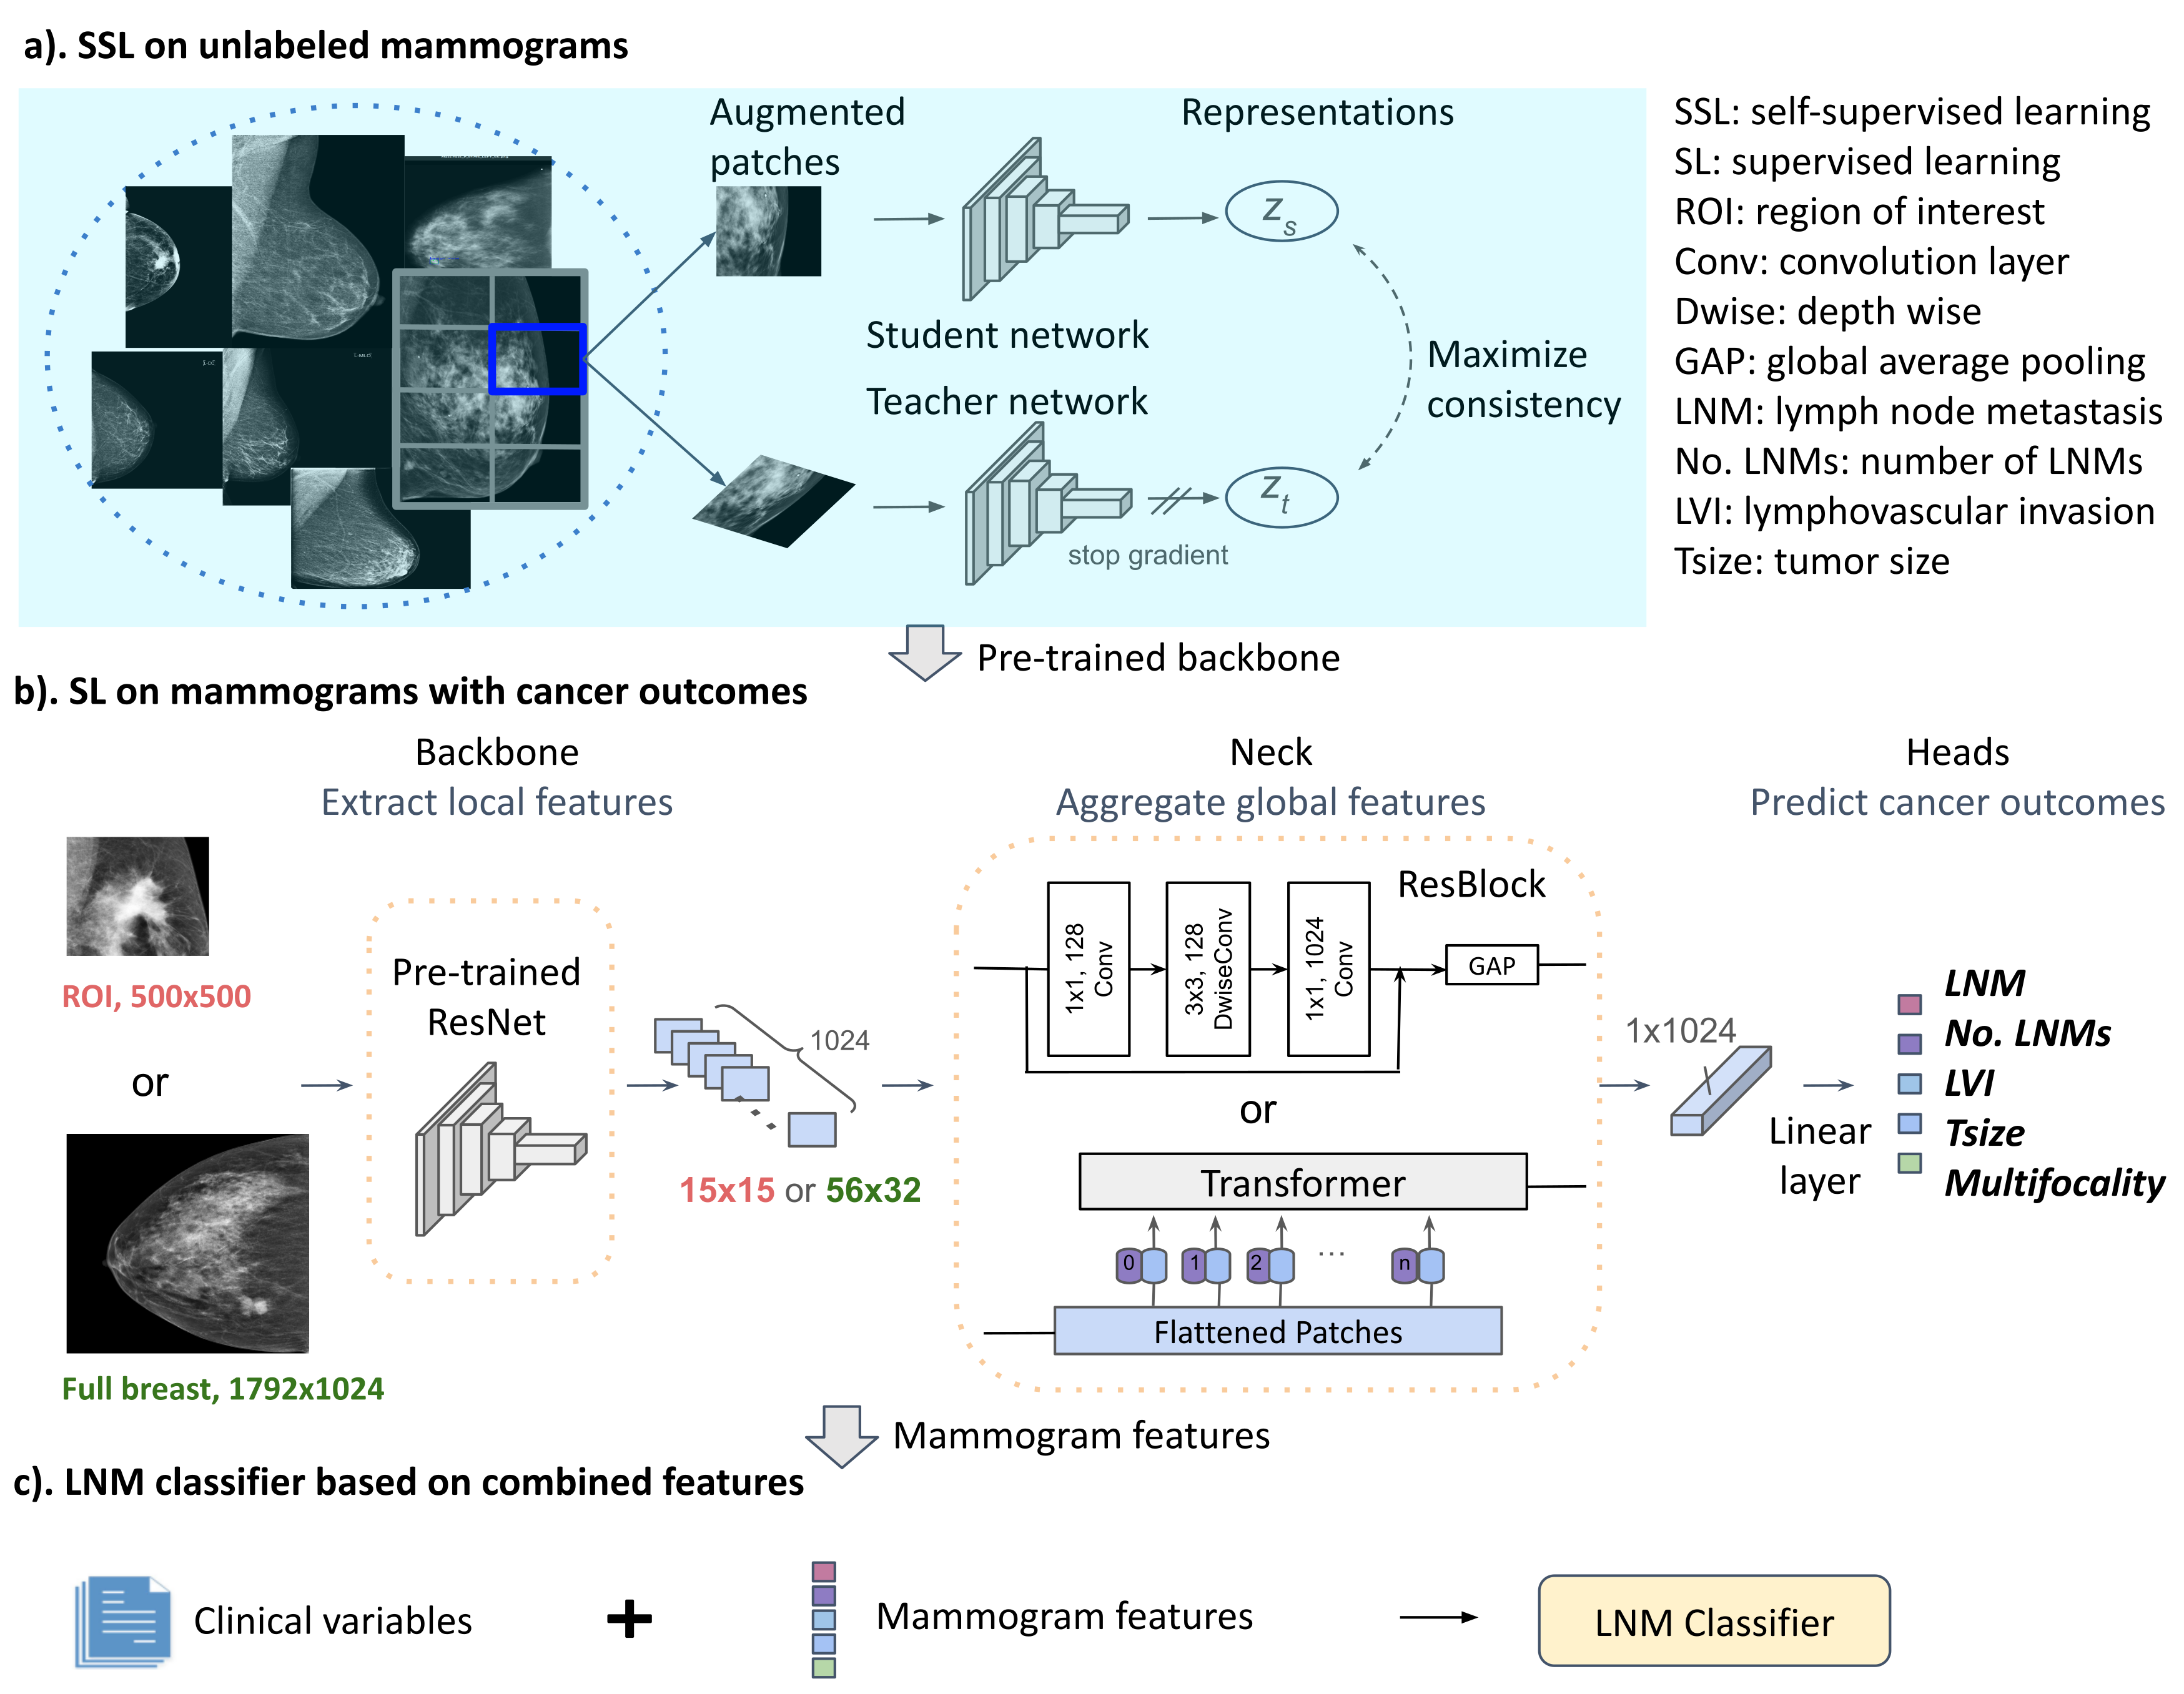 a). SSL on unlabeled mammograms
Augmented
patches
Representations
z_s
Student network
Teacher network
Maximize
consistency
z_t
stop gradient
SSL: self-supervised learning
SL: supervised learning
ROI: region of interest
Conv: convolution layer
Dwise: depth wise
GAP: global average pooling
LNM: lymph node metastasis
No. LNMs: number of LNMs
LVI: lymphovascular invasion
Tsize: tumor size
Pre-trained backbone
b). SL on mammograms with cancer outcomes
Backbone
Extract local features
Neck
Aggregate global features
Heads
Predict cancer outcomes
ROI, 500x500
or
Full breast, 1792x1024
Pre-trained
ResNet
1024
15x15 or 56x32
ResBlock
1x1, 128
Conv
3x3, 128
DwiseConv
1x1, 1024
Conv
GAP
or
Transformer
0
1
2
...
n
Flattened Patches
1x1024
Linear
layer
LNM
No. LNMs
LVI
Tsize
Multifocality
Mammogram features
c). LNM classifier based on combined features
Clinical variables
+
Mammogram features
LNM Classifier